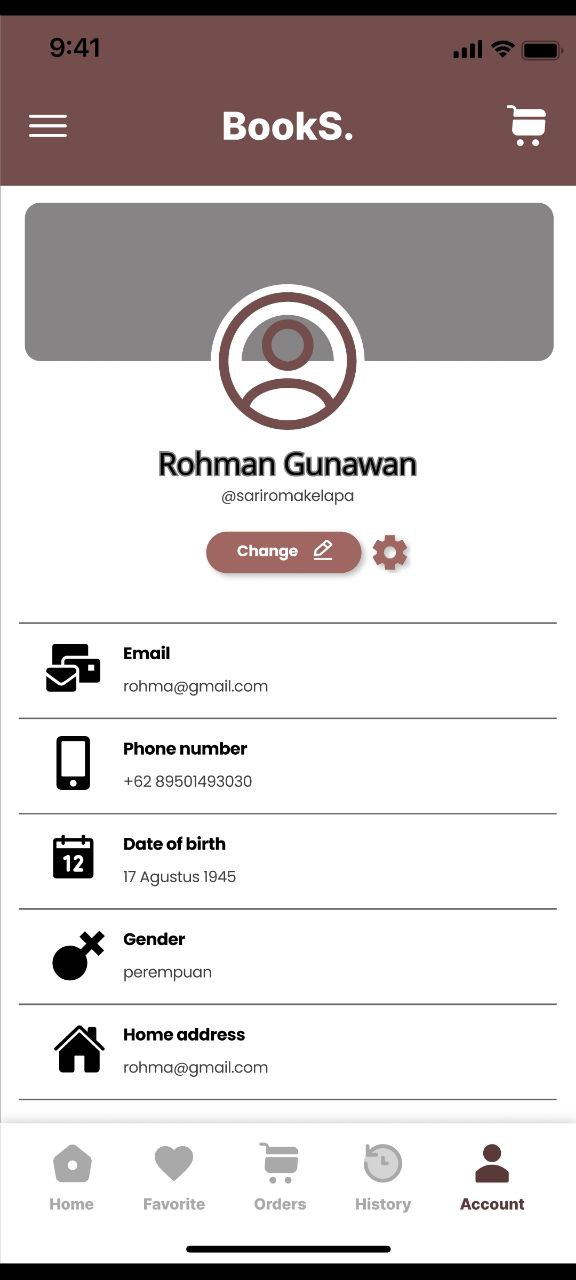 9:41
BookS.
Rohman Gunawan
@sariromakelapa
Change
Email
rohma@gmail.com
Phone number
+62 89501493030
Date of birth
12
17 Agustus 1945
Gender
perempuan
Home address
rohma@gmail.com
Home Favorite Orders History Account